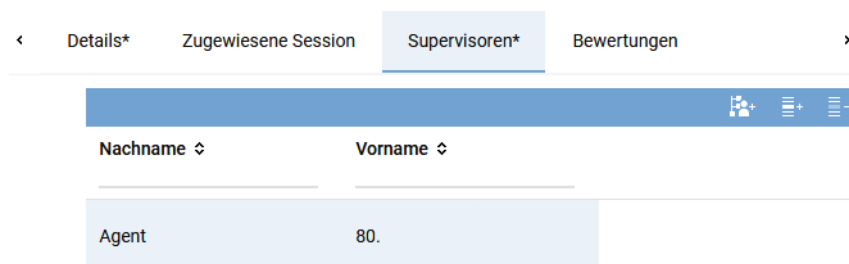 Details* Zugewiesene Session Supervisoren* Bewertungen
Nachname Vorname
Agent 80.